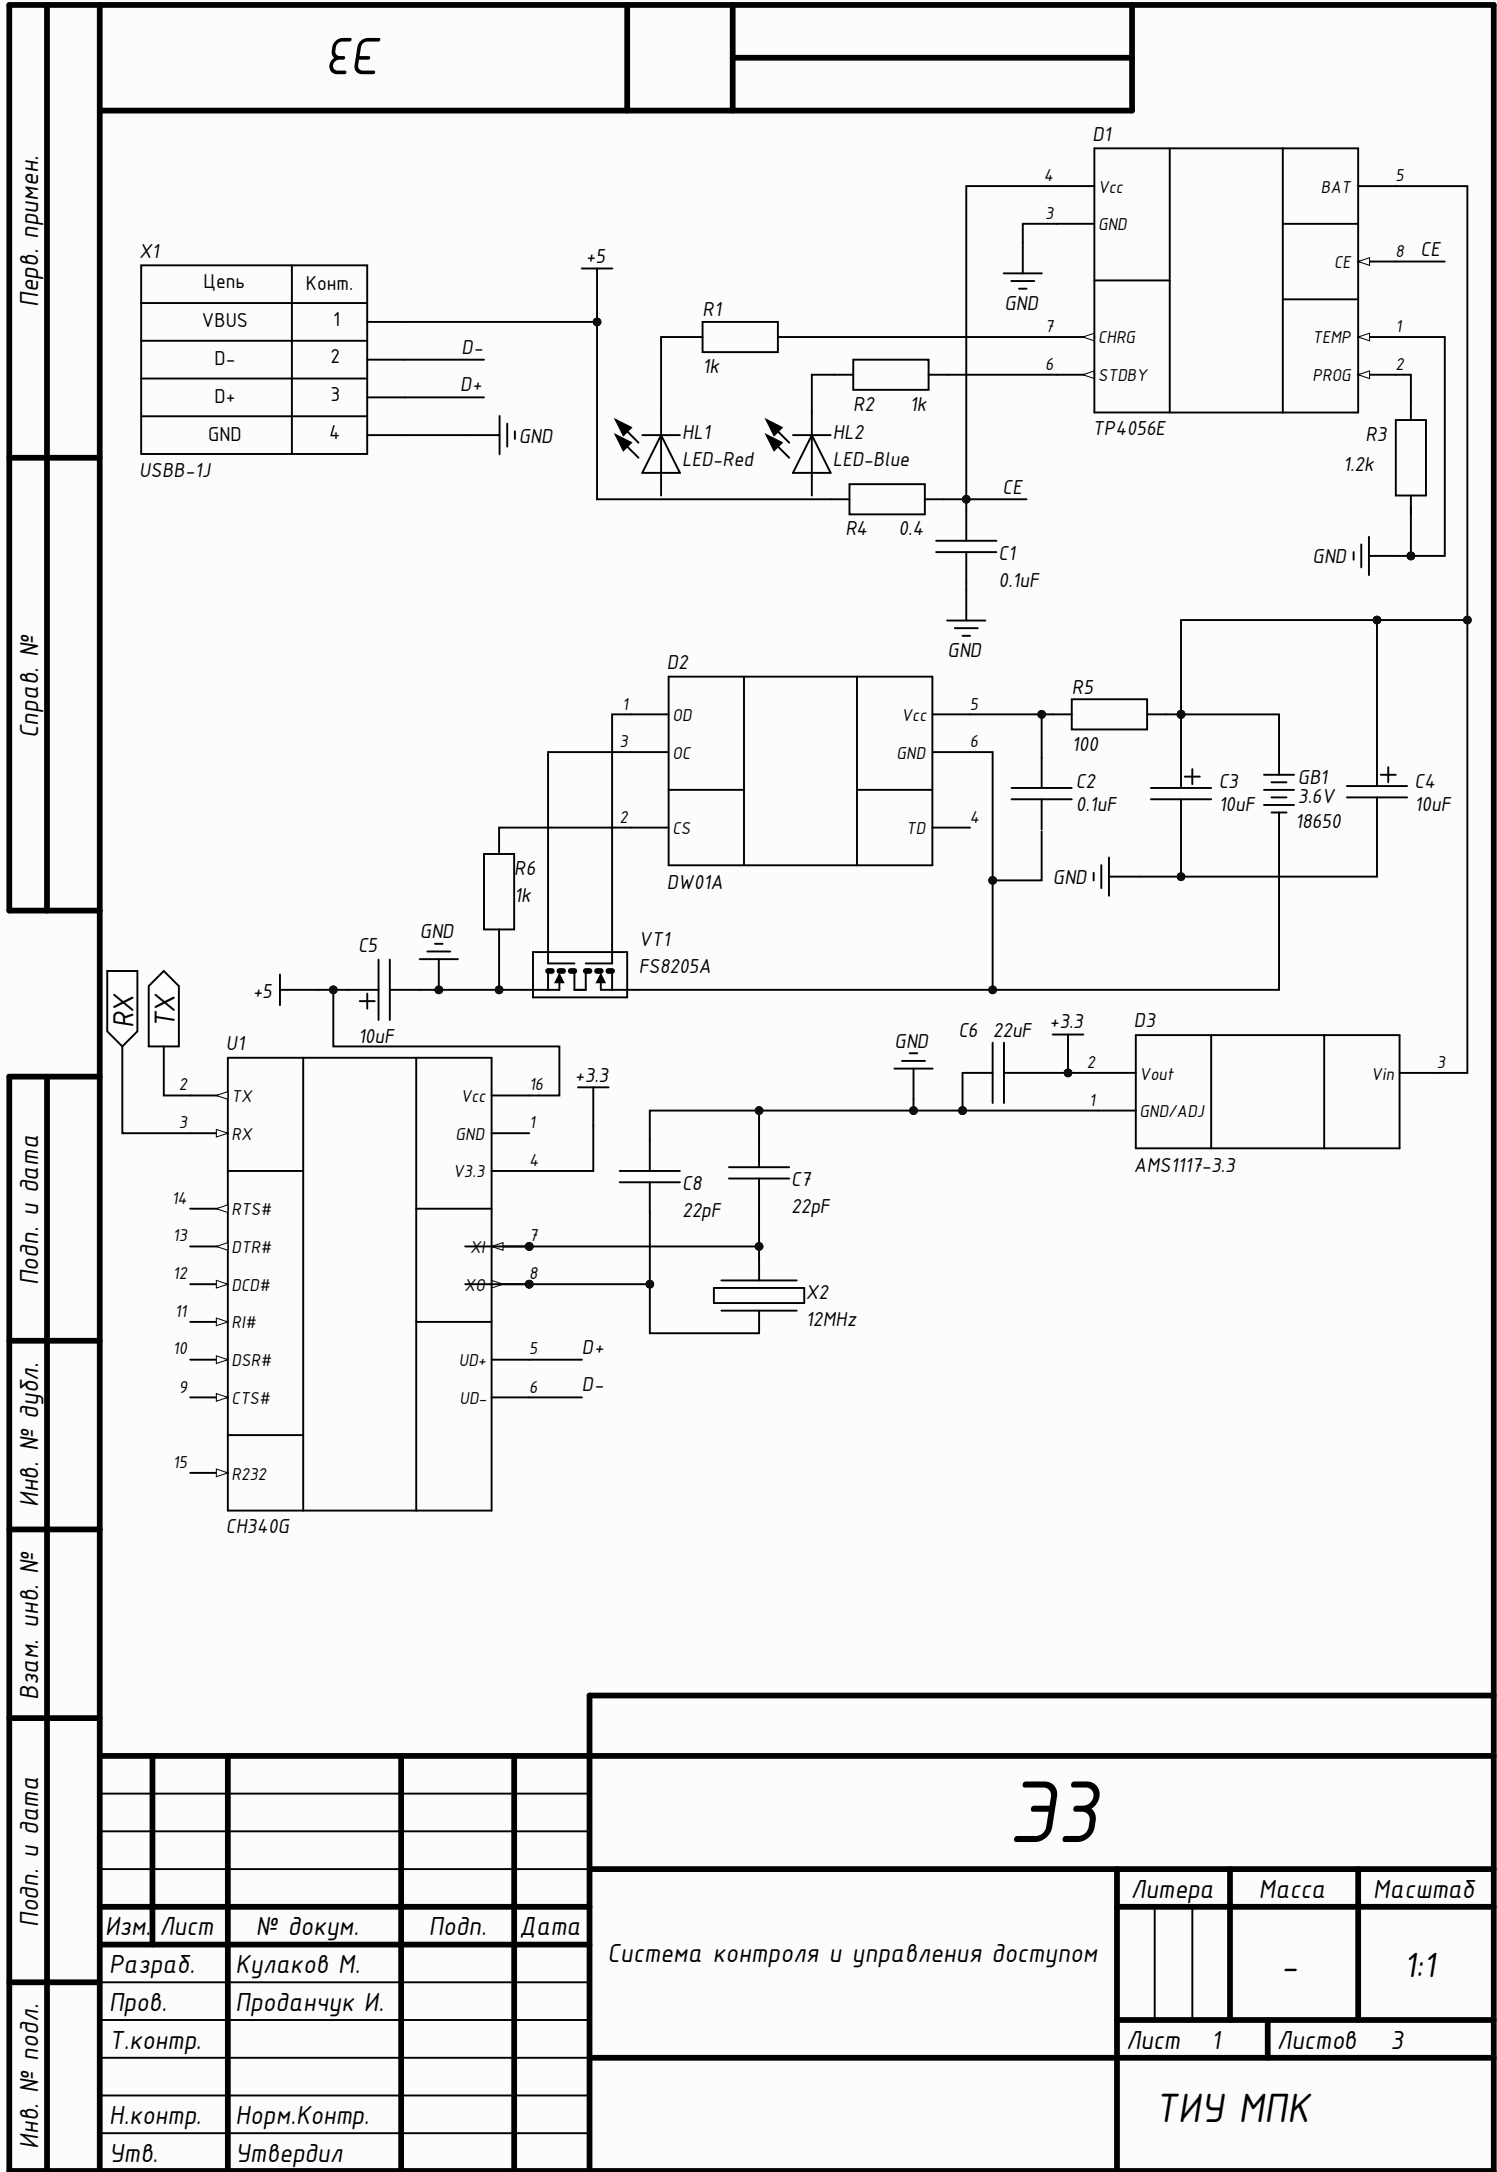 ЭЗ
Перв. примен.
Справ. №
Подп. и дата
Инв. № дубл.
Взам. инв. №
Подп. и дата
Инв. № подл.
X1
Цепь Конт.
VBUS 1
D- 2
D+ 3
GND 4
USBB-1J
D-
D+
GND
+5
R1
1k
R2 1k
HL1
LED-Red
HL2
LED-Blue
R4 0.4
CE
C1
0.1uF
GND
D1
4 Vcc BAT 5
3 GND
CE 8 CE
7 CHRG TEMP 1
6 STDBY PROG 2
TP4056E
GND
R3
1.2k
GND
D2
1 OD Vcc 5
3 OC GND 6
2 CS TD 4
DW01A
R5
100
C2
0.1uF
C3
10uF
GB1
3.6V
18650
C4
10uF
GND
R6
1k
VT1
FS8205A
GND
C5
10uF
+5
RX
TX
U1
2 TX Vcc 16
3 RX GND 1
V3.3 4
14 RTS#
13 DTR# XI 7
12 DCD# XO 8
11 RI#
10 DSR# UD+ 5 D+
9 CTS# UD- 6 D-
15 R232
CH340G
+3.3
C8
22pF
C7
22pF
X2
12MHz
GND
C6 22uF
+3.3
D3
2 Vout Vin 3
1 GND/ADJ
AMS1117-3.3
ЭЗ
Изм. Лист № докум. Подп. Дата
Разраб. Кулаков М.
Пров. Проданчук И.
Т.контр.
Н.контр. Норм.Контр.
Утв. Утвердил
Система контроля и управления доступом
Литера Масса Масштаб
- 1:1
Лист 1 Листов 3
ТИУ МПК